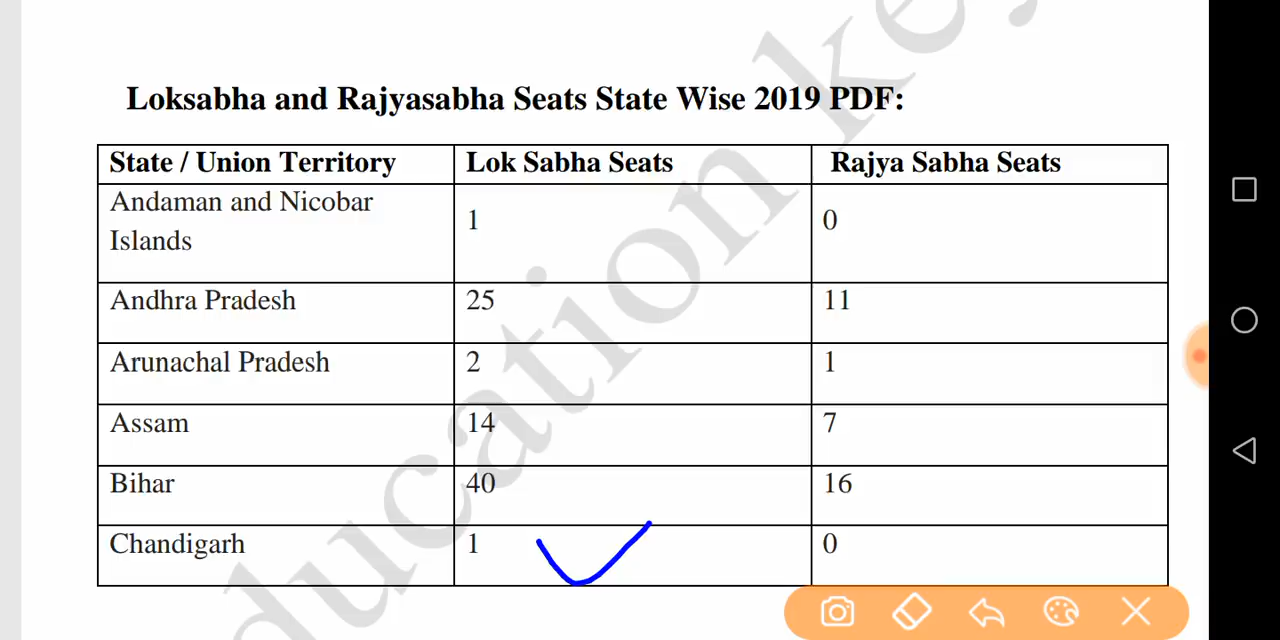 Loksabha and Rajyasabha Seats State Wise 2019 PDF:
State / Union Territory Lok Sabha Seats Rajya Sabha Seats
Andaman and Nicobar
Islands 1 0
Andhra Pradesh 25 11
Arunachal Pradesh 2 1
Assam 14 7
Bihar 40 16
Chandigarh 1 0
ducation key